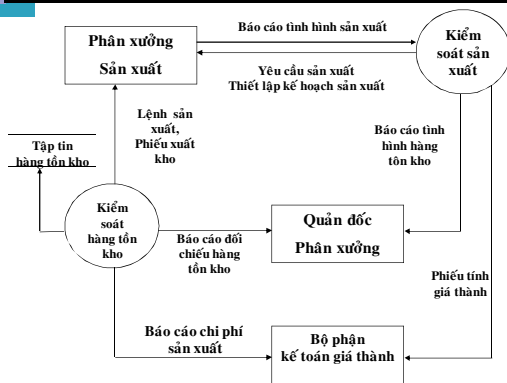 Báo cáo tình hình sản xuất
Phân xưởng
Sản xuất
Kiểm
soát sản
xuất
Yêu cầu sản xuất
Thiết lập kế hoạch sản xuất
Lệnh sản
xuất,
Phiếu xuất
kho
Báo cáo tình
hình hàng
tôn kho
Tập tin
hàng tồn kho
Kiểm
soát
hàng tồn
kho
Báo cáo đối
chiếu hàng
tồn kho
Quản đốc
Phân xưởng
Phiếu tính
giá thành
Báo cáo chi phí
sản xuất
Bộ phận
kế toán giá thành